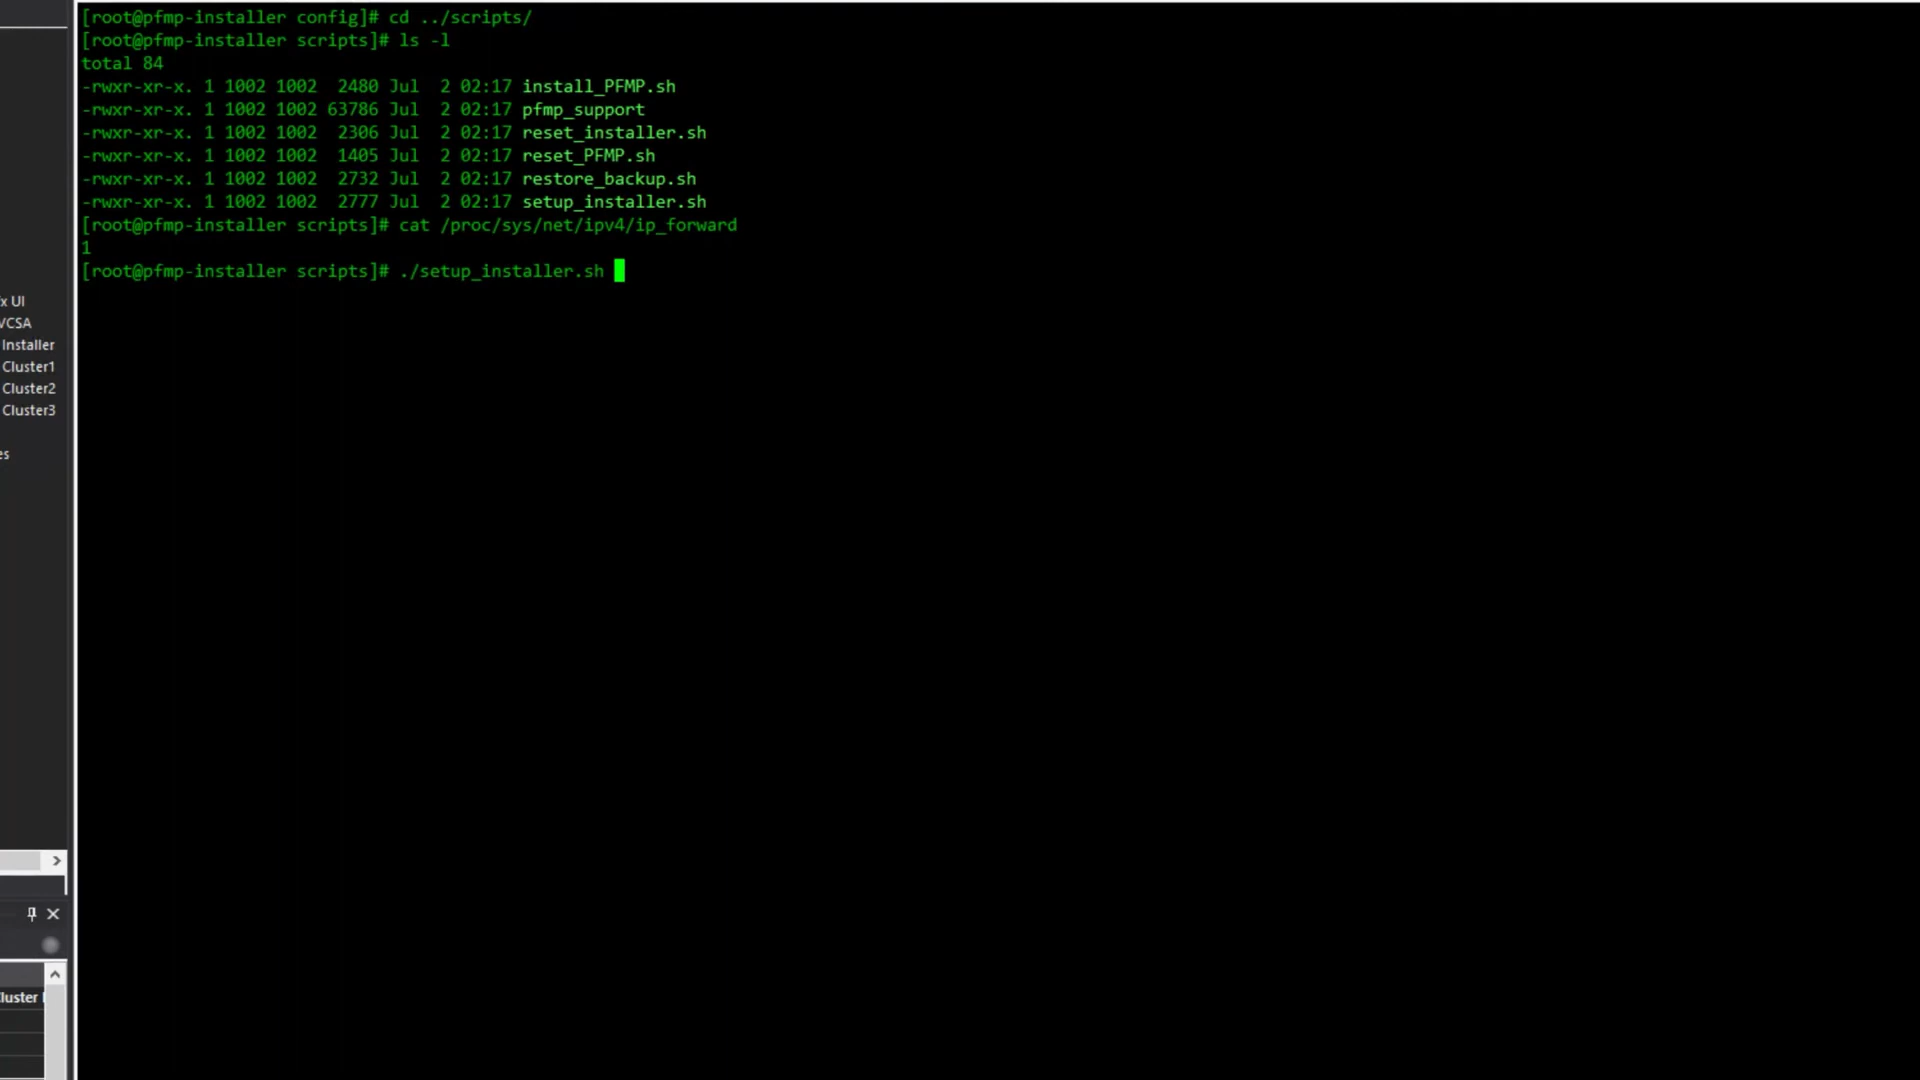 [root@pfmp-installer config]# cd ../scripts/
[root@pfmp-installer scripts]# ls -l
total 84
-rwxr-xr-x. 1 1002 1002  2480 Jul  2 02:17 install_PFMP.sh
-rwxr-xr-x. 1 1002 1002 63786 Jul  2 02:17 pfmp_support
-rwxr-xr-x. 1 1002 1002  2306 Jul  2 02:17 reset_installer.sh
-rwxr-xr-x. 1 1002 1002  1405 Jul  2 02:17 reset_PFMP.sh
-rwxr-xr-x. 1 1002 1002  2732 Jul  2 02:17 restore_backup.sh
-rwxr-xr-x. 1 1002 1002  2777 Jul  2 02:17 setup_installer.sh
[root@pfmp-installer scripts]# cat /proc/sys/net/ipv4/ip_forward
1
[root@pfmp-installer scripts]# ./setup_installer.sh
x UI
VCSA
Installer
Cluster1
Cluster2
Cluster3
es
luster